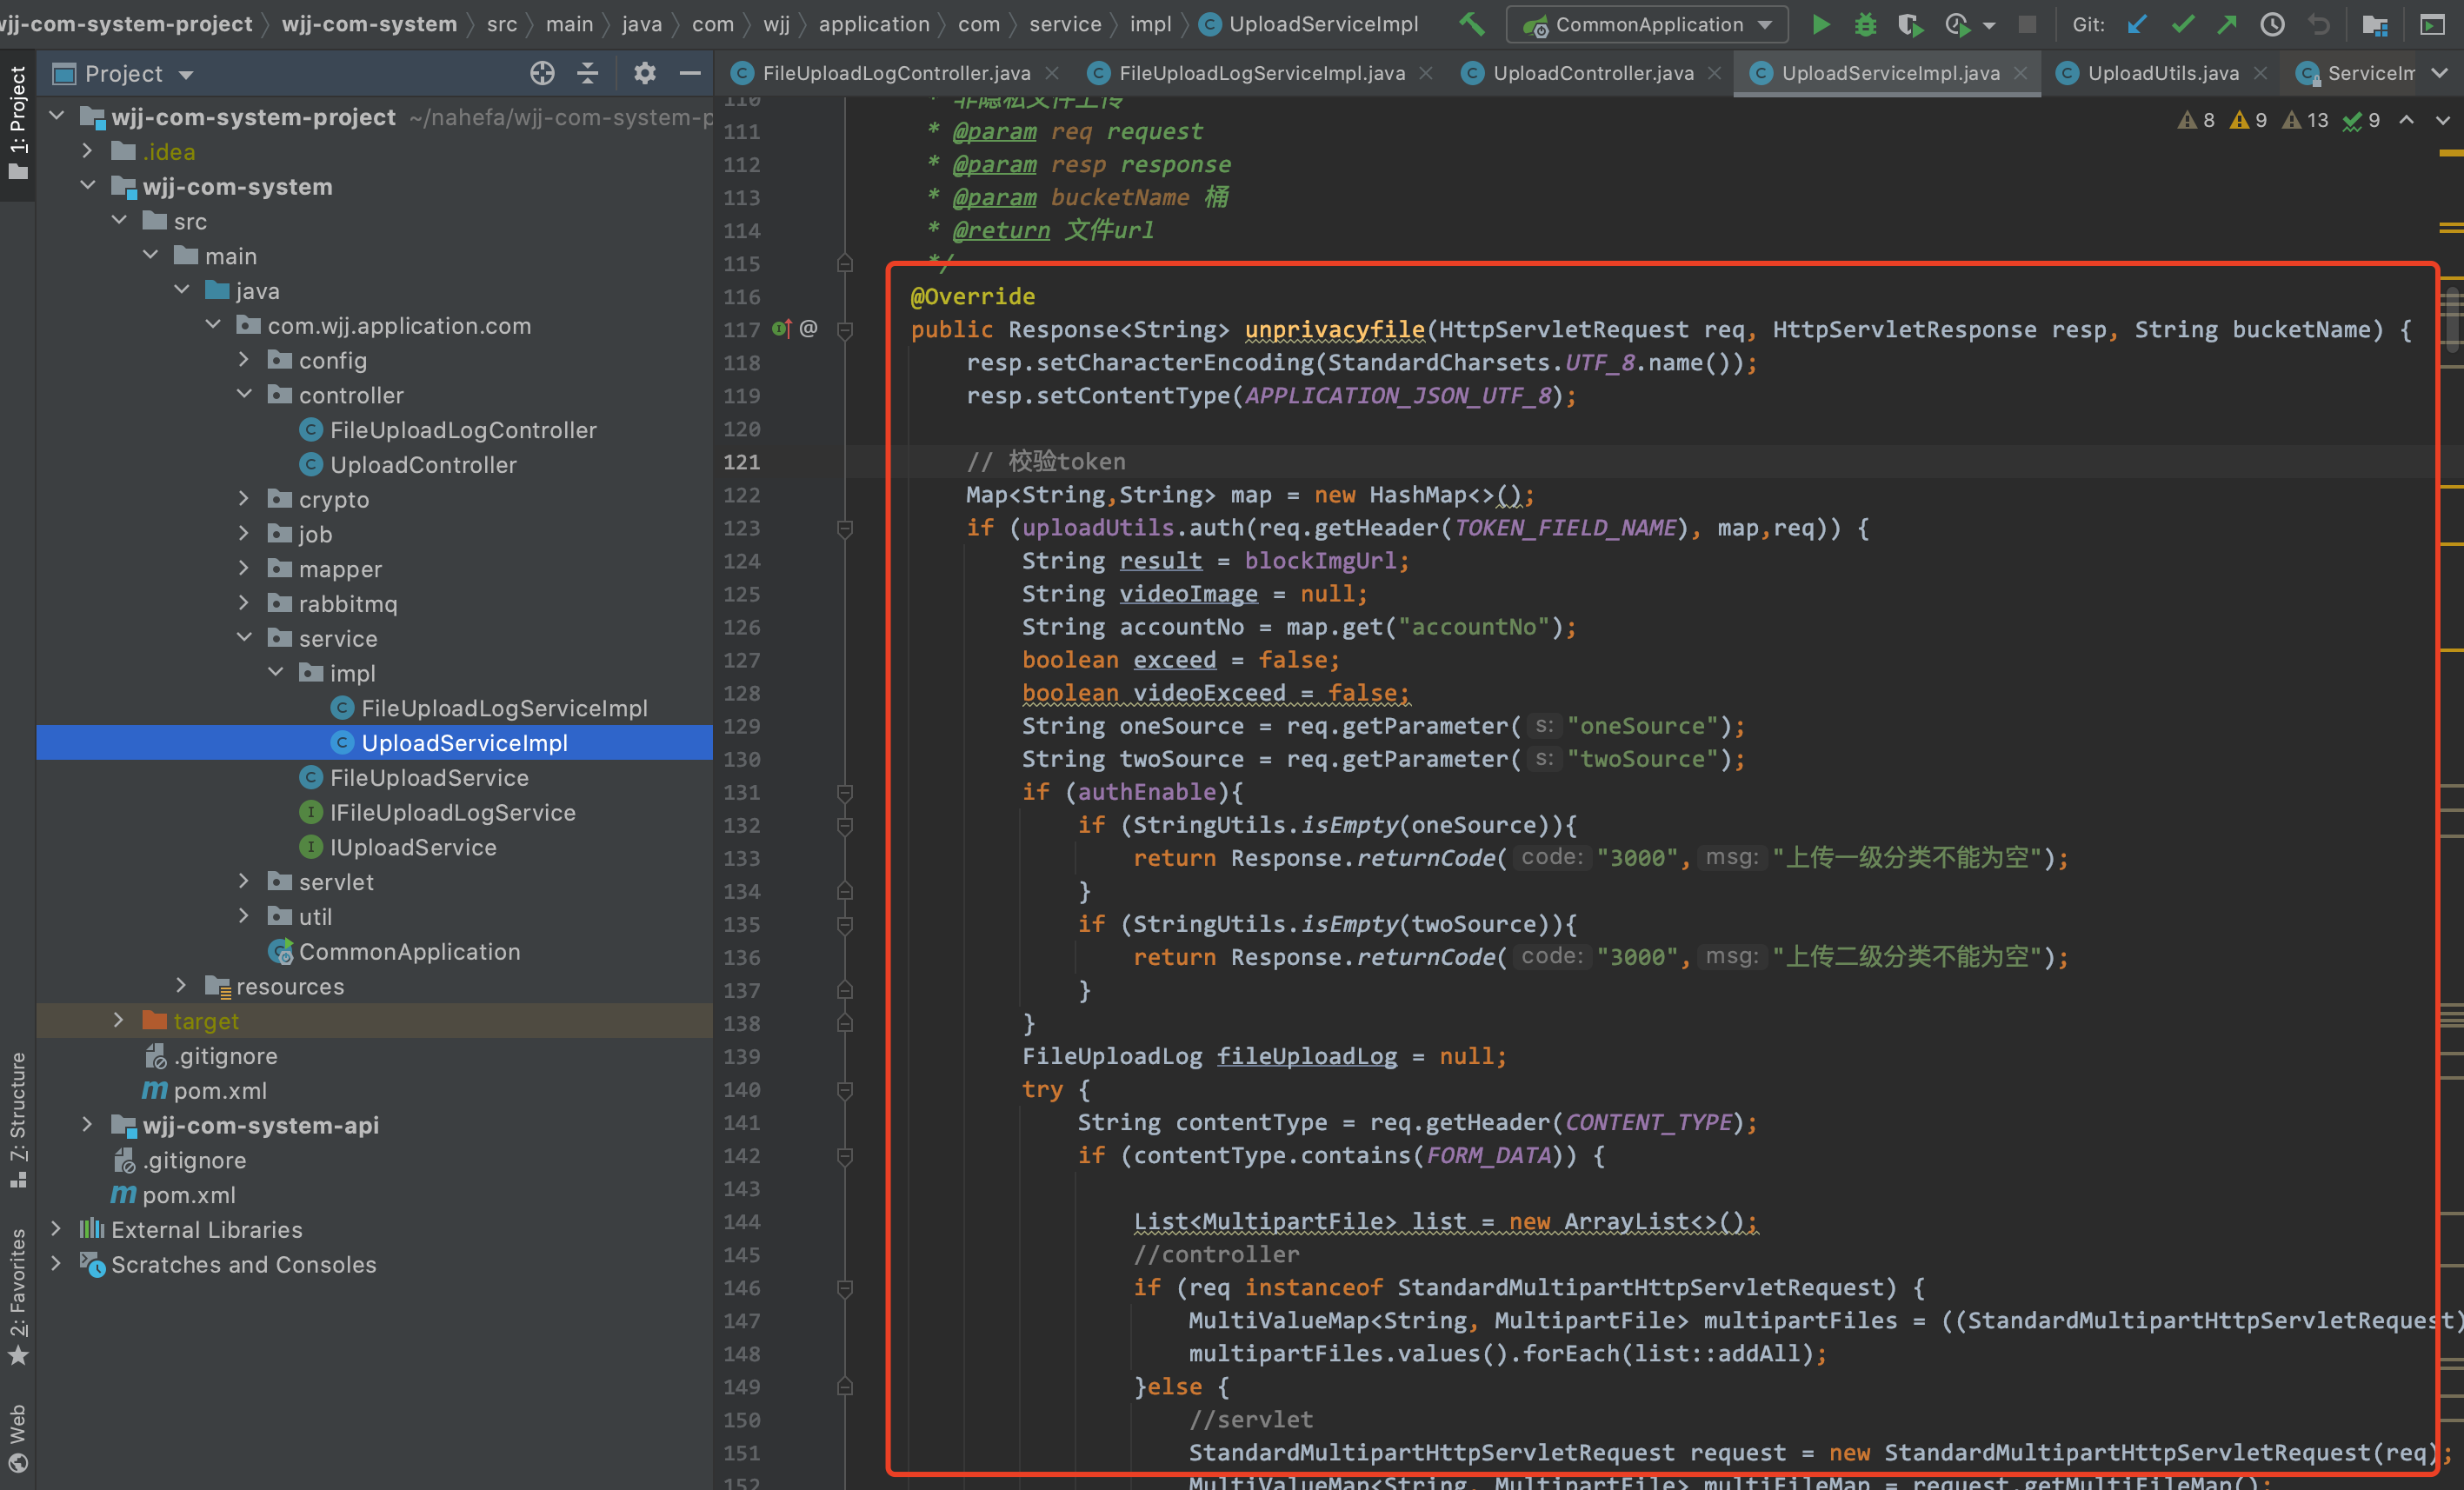 wjj-com-system-project
wjj-com-system
src
main
java
com
wjj
application
com
service
impl
UploadServiceImpl
CommonApplication
Git:
Project
FileUploadLogController.java
FileUploadLogServiceImpl.java
UploadController.java
UploadServiceImpl.java
UploadUtils.java
ServiceIm
1: Project
7: Structure
2: Favorites
Web
wjj-com-system-project ~/nahefa/wjj-com-system-p
.idea
wjj-com-system
src
main
java
com.wjj.application.com
config
controller
FileUploadLogController
UploadController
crypto
job
mapper
rabbitmq
service
impl
FileUploadLogServiceImpl
UploadServiceImpl
FileUploadService
IFileUploadLogService
IUploadService
servlet
util
CommonApplication
resources
target
.gitignore
pom.xml
wjj-com-system-api
.gitignore
pom.xml
External Libraries
Scratches and Consoles
8 9 13 9
110 * 非隐私文件上传
111 * @param req request
112 * @param resp response
113 * @param bucketName 桶
114 * @return 文件url
115 */
116 @Override
117 @ public Response<String> unprivacyfile(HttpServletRequest req, HttpServletResponse resp, String bucketName) {
118 resp.setCharacterEncoding(StandardCharsets.UTF_8.name());
119 resp.setContentType(APPLICATION_JSON_UTF_8);
120
121 // 校验token
122 Map<String,String> map = new HashMap<>();
123 if (uploadUtils.auth(req.getHeader(TOKEN_FIELD_NAME), map,req)) {
124 String result = blockImgUrl;
125 String videoImage = null;
126 String accountNo = map.get("accountNo");
127 boolean exceed = false;
128 boolean videoExceed = false;
129 String oneSource = req.getParameter( s: "oneSource");
130 String twoSource = req.getParameter( s: "twoSource");
131 if (authEnable){
132 if (StringUtils.isEmpty(oneSource)){
133 return Response.returnCode( code: "3000", msg: "上传一级分类不能为空");
134 }
135 if (StringUtils.isEmpty(twoSource)){
136 return Response.returnCode( code: "3000", msg: "上传二级分类不能为空");
137 }
138 }
139 FileUploadLog fileUploadLog = null;
140 try {
141 String contentType = req.getHeader(CONTENT_TYPE);
142 if (contentType.contains(FORM_DATA)) {
143
144 List<MultipartFile> list = new ArrayList<>();
145 //controller
146 if (req instanceof StandardMultipartHttpServletRequest) {
147 MultiValueMap<String, MultipartFile> multipartFiles = ((StandardMultipartHttpServletRequest)
148 multipartFiles.values().forEach(list::addAll);
149 }else {
150 //servlet
151 StandardMultipartHttpServletRequest request = new StandardMultipartHttpServletRequest(req);
152 MultiValueMap<String, MultipartFile> multiFileMap = request.getMultiFileMap();